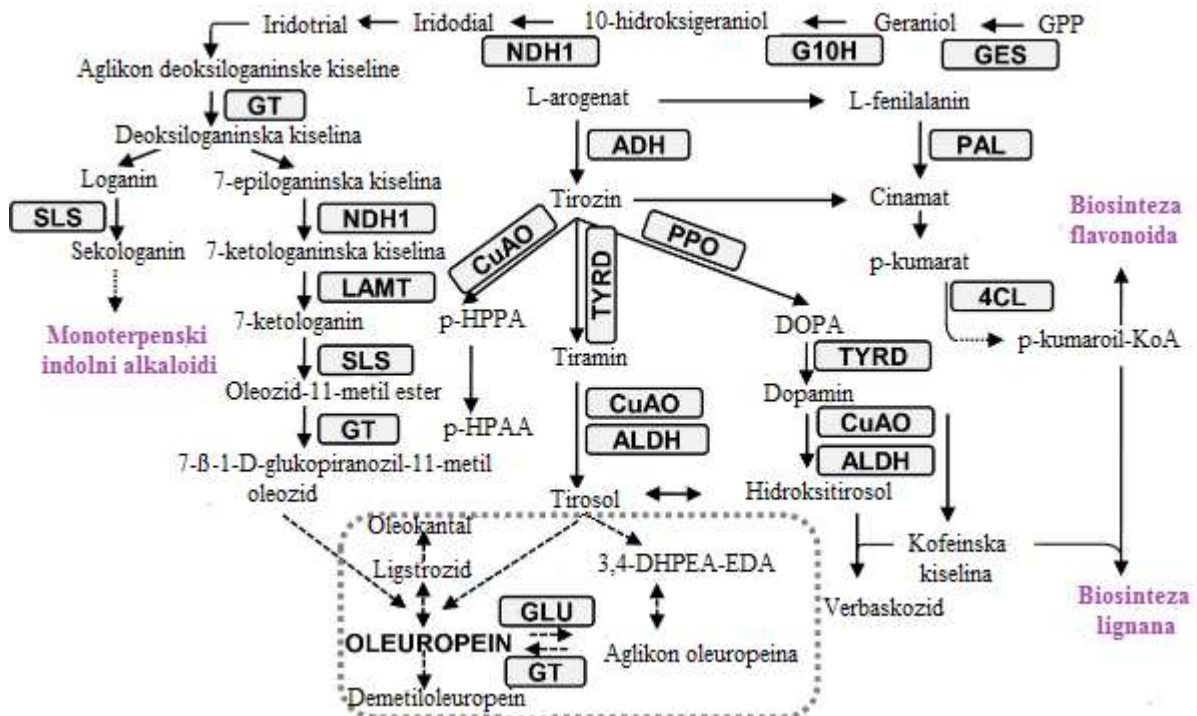 Iridotrial
Iridodial
10-hidroksigeraniol
Geraniol
GPP
NDH1
G10H
GES
Aglikon deoksiloganinske kiseline
GT
Deoksiloganinska kiselina
L-arogenat
L-fenilalanin
ADH
PAL
Loganin
7-epiloganinska kiselina
Tirozin
Cinamat
SLS
NDH1
Sekologanin
7-ketologaninska kiselina
CuAO
TYRD
PPO
p-kumarat
Biosinteza
flavonoida
LAMT
4CL
7-ketologanin
p-HPPA
DOPA
Monoterpenski
indolni alkaloidi
Tiramin
TYRD
p-kumaroil-KoA
SLS
Oleozid-11-metil ester
Dopamin
CuAO
ALDH
CuAO
ALDH
GT
p-HPAA
7-ß-1-D-glukopiranozil-11-metil
oleozid
Tirosol
Hidroksitirosol
Oleokantal
Ligstrozid
3,4-DHPEA-EDA
Kofeinska
kiselina
Verbaskozid
Biosinteza
lignana
GLU
OLEUROPEIN
GT
Aglikon oleuropeina
Demetiloleuropein